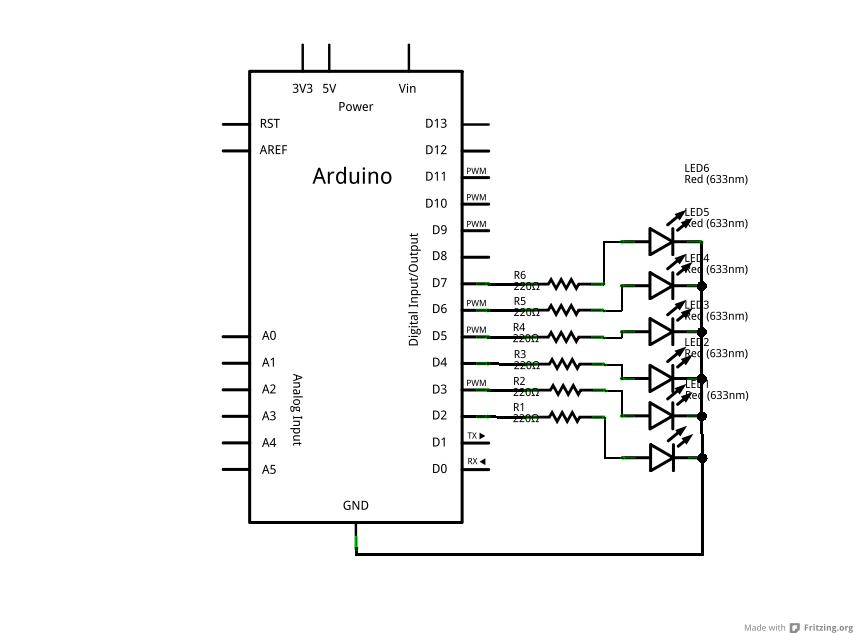 3V3 5V Vin
Power
RST
AREF
Arduino
D13
D12
D11 PWM
D10 PWM
D9 PWM
D8
D7
D6 PWM
D5 PWM
D4
D3 PWM
D2
D1 TX ▶
D0 RX ◀
Digital Input/Output
A0
A1
A2
A3
A4
A5
Analog Input
GND
R6
220Ω
R5
220Ω
R4
220Ω
R3
220Ω
R2
220Ω
R1
220Ω
LED6
Red (633nm)
LED5
Red (633nm)
LED4
Red (633nm)
LED3
Red (633nm)
LED2
Red (633nm)
LED1
Red (633nm)
Made with Fritzing.org